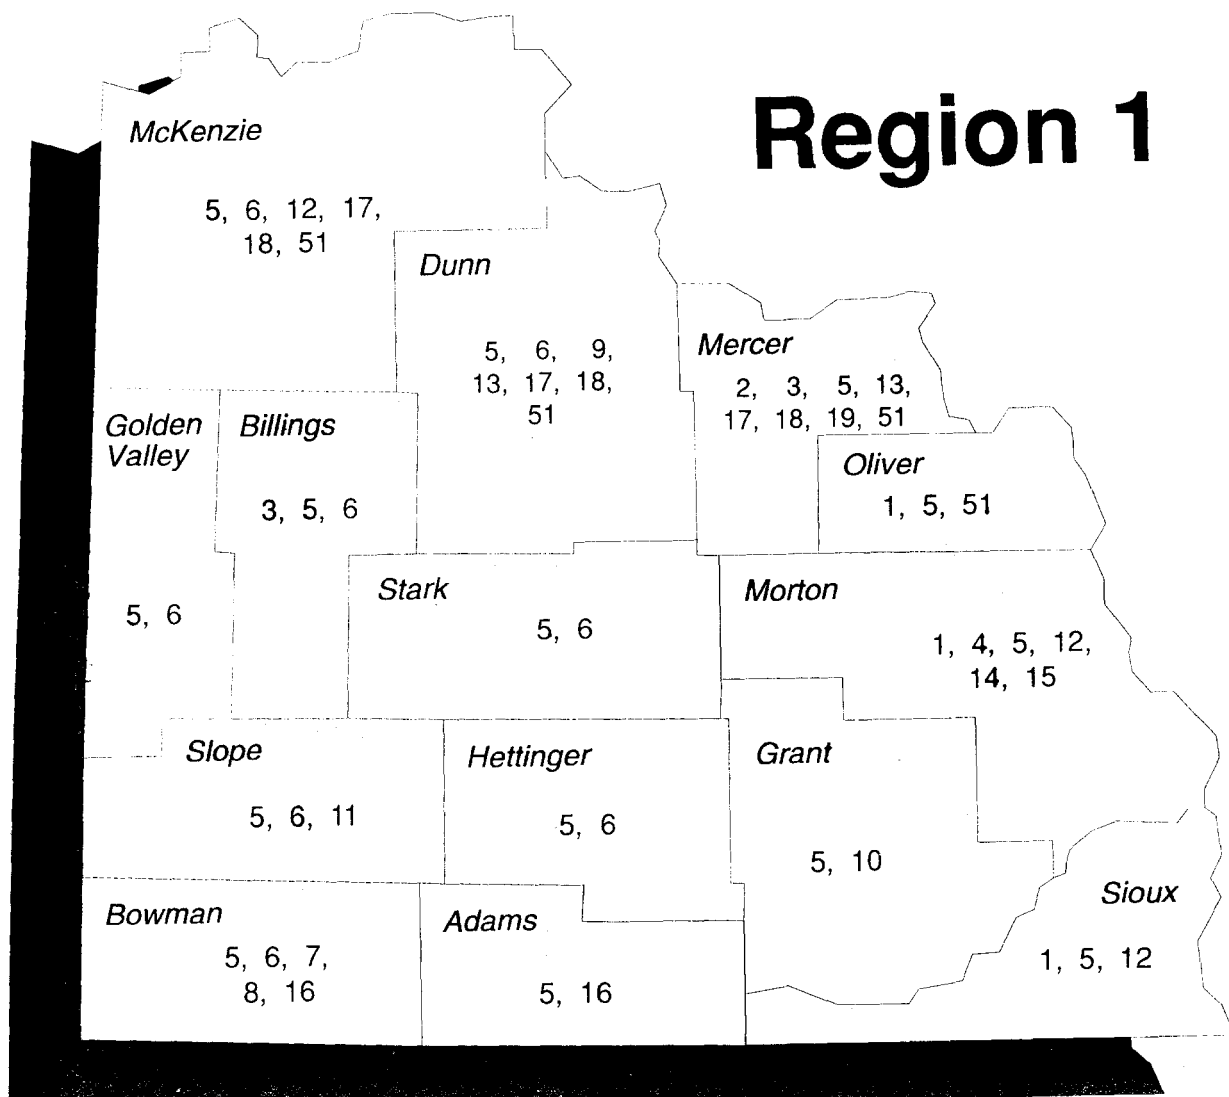 Region 1
McKenzie
5, 6, 12, 17,
18, 51
Dunn
5, 6, 9,
13, 17, 18,
51
Mercer
2, 3, 5, 13,
17, 18, 19, 51
Golden
Valley
5, 6
Billings
3, 5, 6
Oliver
1, 5, 51
Stark
5, 6
Morton
1, 4, 5, 12,
14, 15
Slope
5, 6, 11
Hettinger
5, 6
Grant
5, 10
Sioux
1, 5, 12
Bowman
5, 6, 7,
8, 16
Adams
5, 16